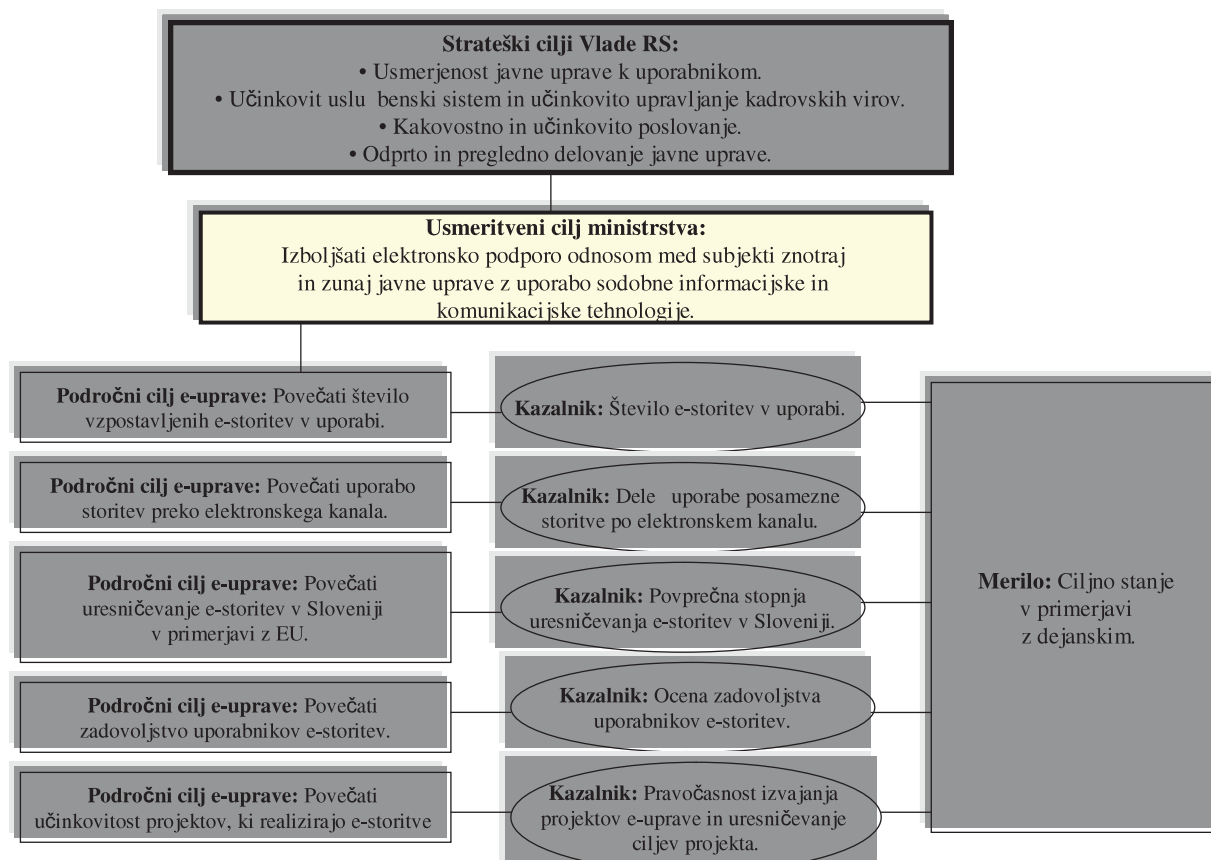 Strateški cilji Vlade RS:
• Usmerjenost javne uprave k uporabnikom.
• Učinkovit uslu benski sistem in učinkovito upravljanje kadrovskih virov.
• Kakovostno in učinkovito poslovanje.
• Odprto in pregledno delovanje javne uprave.
Usmeritveni cilj ministrstva:
Izboljšati elektronsko podporo odnosom med subjekti znotraj
in zunaj javne uprave z uporabo sodobne informacijske in
komunikacijske tehnologije.
Področni cilj e-uprave: Povečati število
vzpostavljenih e-storitev v uporabi.
Kazalnik: Število e-storitev v uporabi.
Področni cilj e-uprave: Povečati uporabo
storitev preko elektronskega kanala.
Kazalnik: Dele uporabe posamezne
storitve po elektronskem kanalu.
Področni cilj e-uprave: Povečati
uresničevanje e-storitev v Sloveniji
v primerjavi z EU.
Kazalnik: Povprečna stopnja
uresničevanja e-storitev v Sloveniji.
Področni cilj e-uprave: Povečati
zadovoljstvo uporabnikov e-storitev.
Kazalnik: Ocena zadovoljstva
uporabnikov e-storitev.
Področni cilj e-uprave: Povečati
učinkovitost projektov, ki realizirajo e-storitve
Kazalnik: Pravočasnost izvajanja
projektov e-uprave in uresničevanje
ciljev projekta.
Merilo: Ciljno stanje
v primerjavi
z dejanskim.